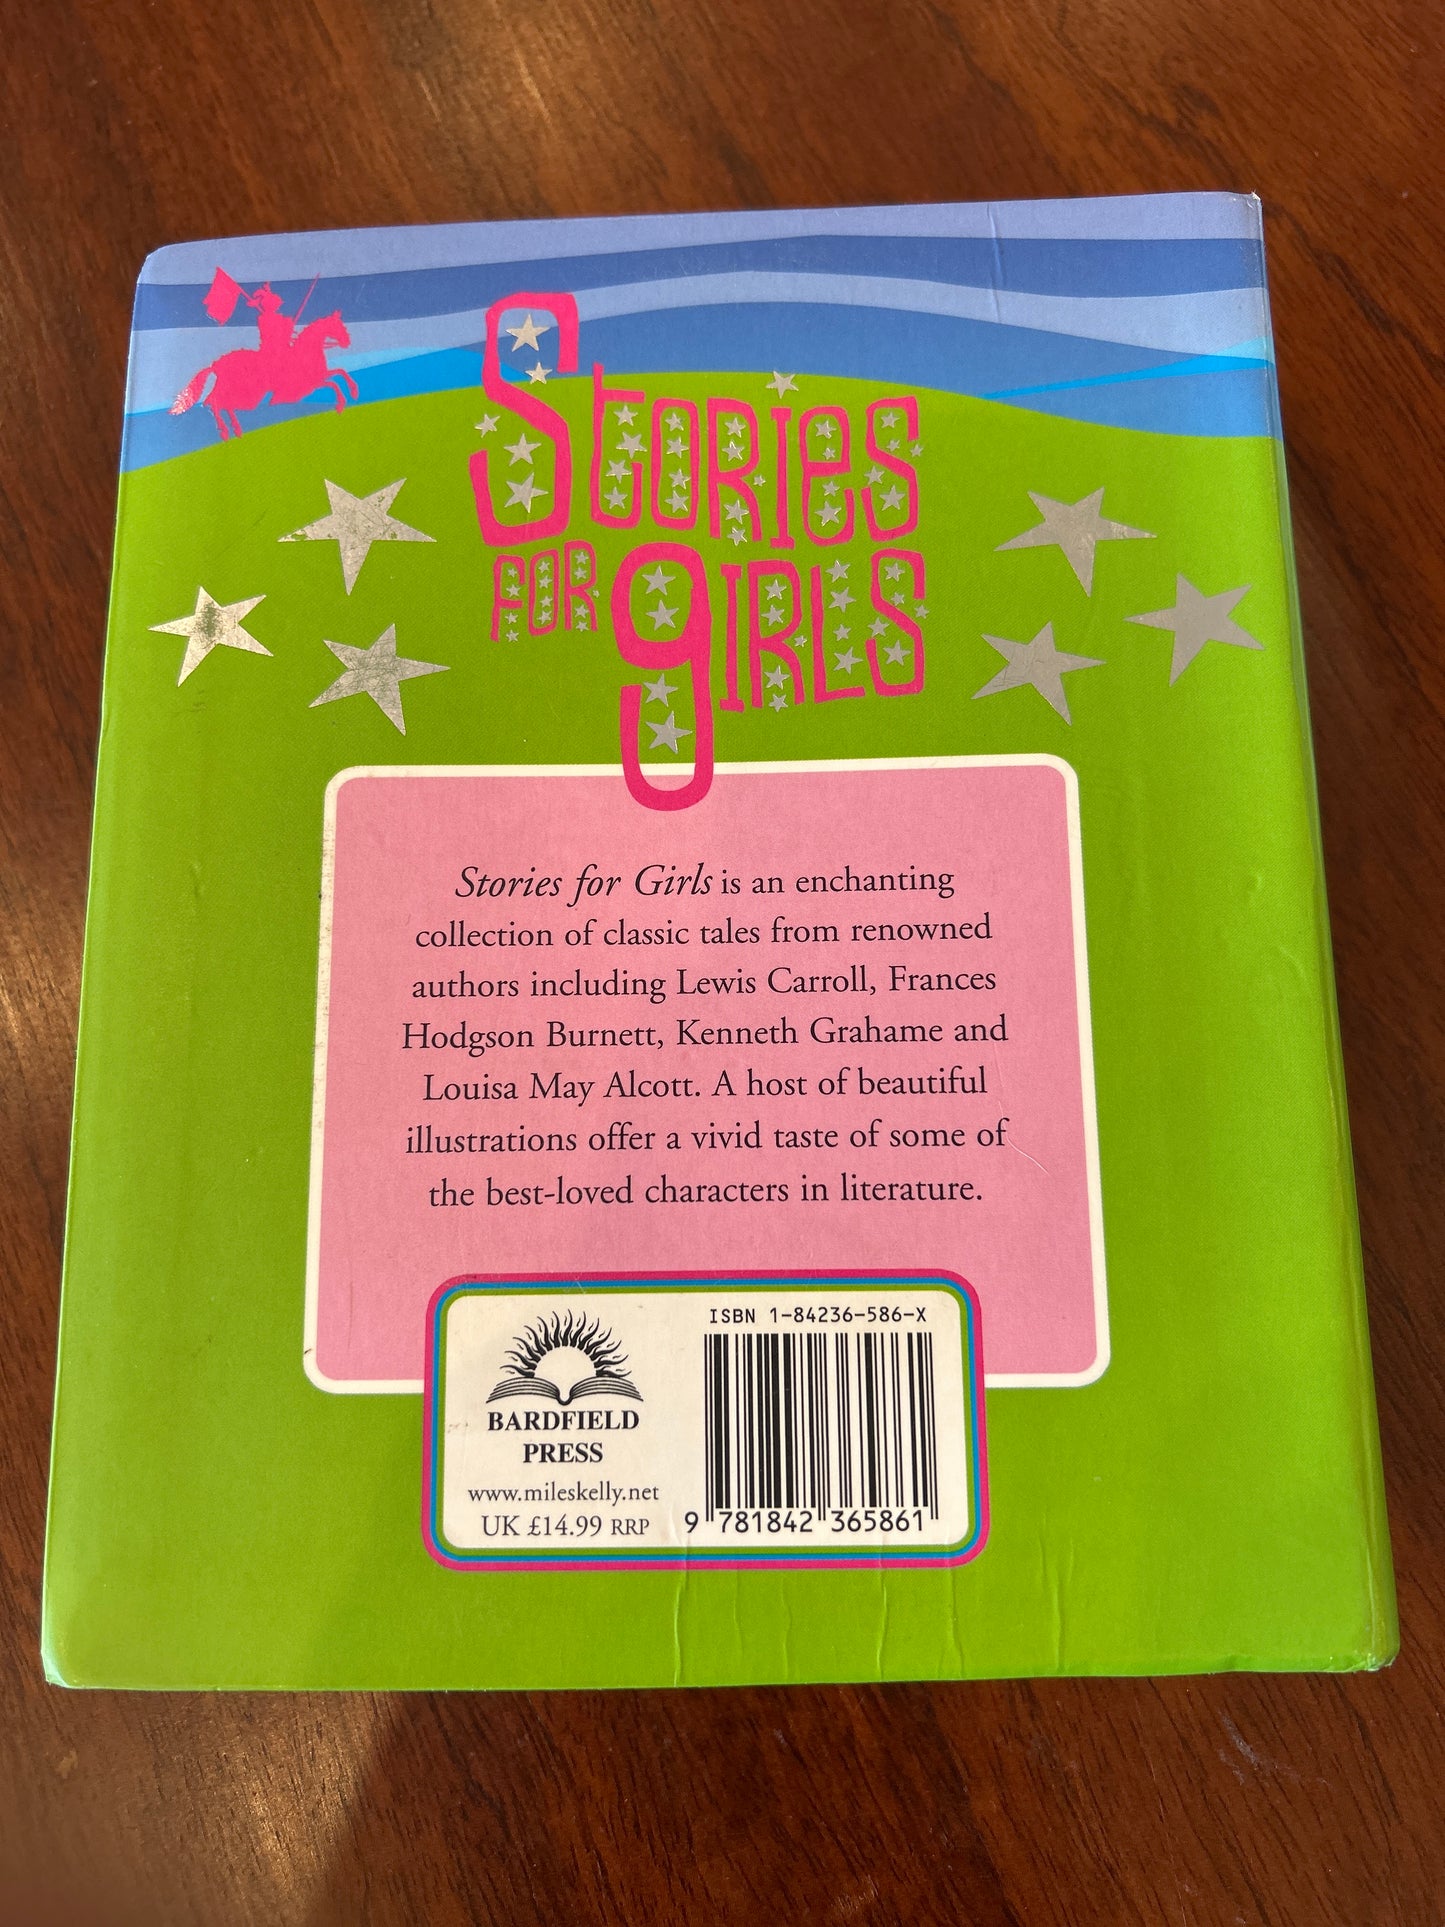 Stories
for girls
Stories for Girls is an enchanting
collection of classic tales from renowned
authors including Lewis Carroll, Frances
Hodgson Burnett, Kenneth Grahame and
Louisa May Alcott. A host of beautiful
illustrations offer a vivid taste of some of
the best-loved characters in literature.
BARDFIELD
PRESS
www.mileskelly.net
UK £14.99 RRP
ISBN 1-84236-586-X
9 781842 365861